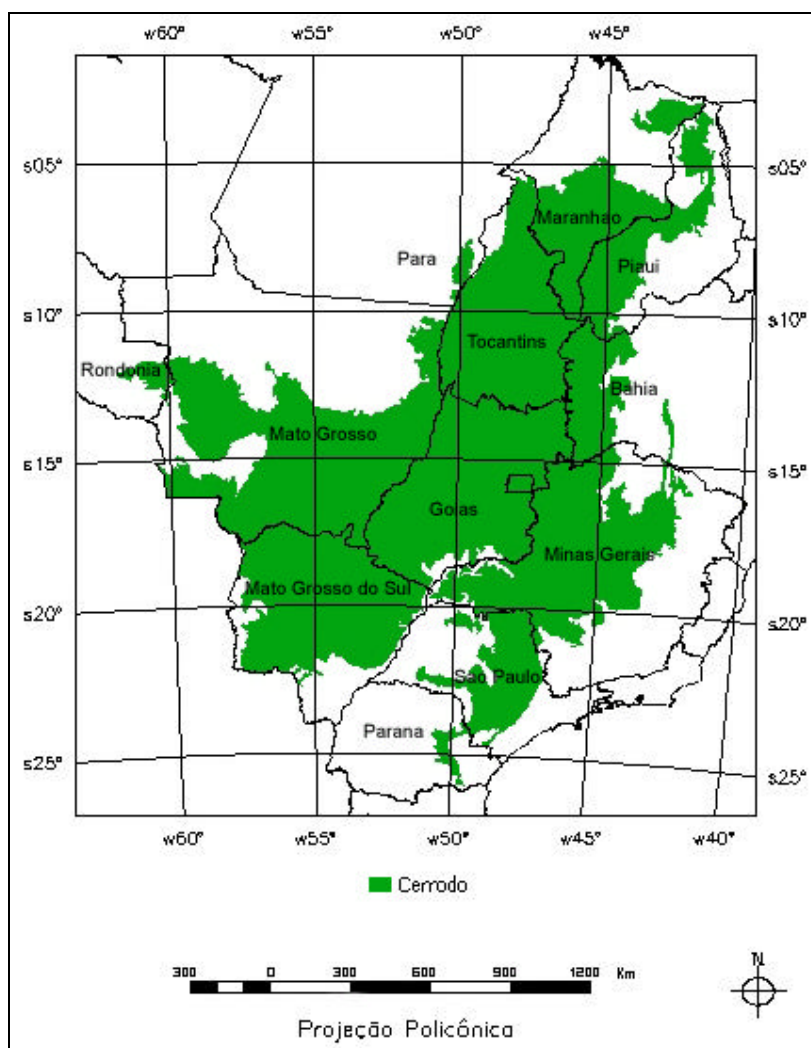 w60° w55° w50° w45°
s05° s05°
Maranhao
Para Piaui
s10° s10°
Tocantins
Rondonia
Bahia
Mato Grosso
s15° s15°
Goias
Minas Gerais
Mato Grosso do Sul
s20° s20°
São Paulo
Parana
s25° s25°
w60° w55° w50° w45° w40°
Cerrodo
300 0 300 600 900 1200 Km
N
Projeção Policônica